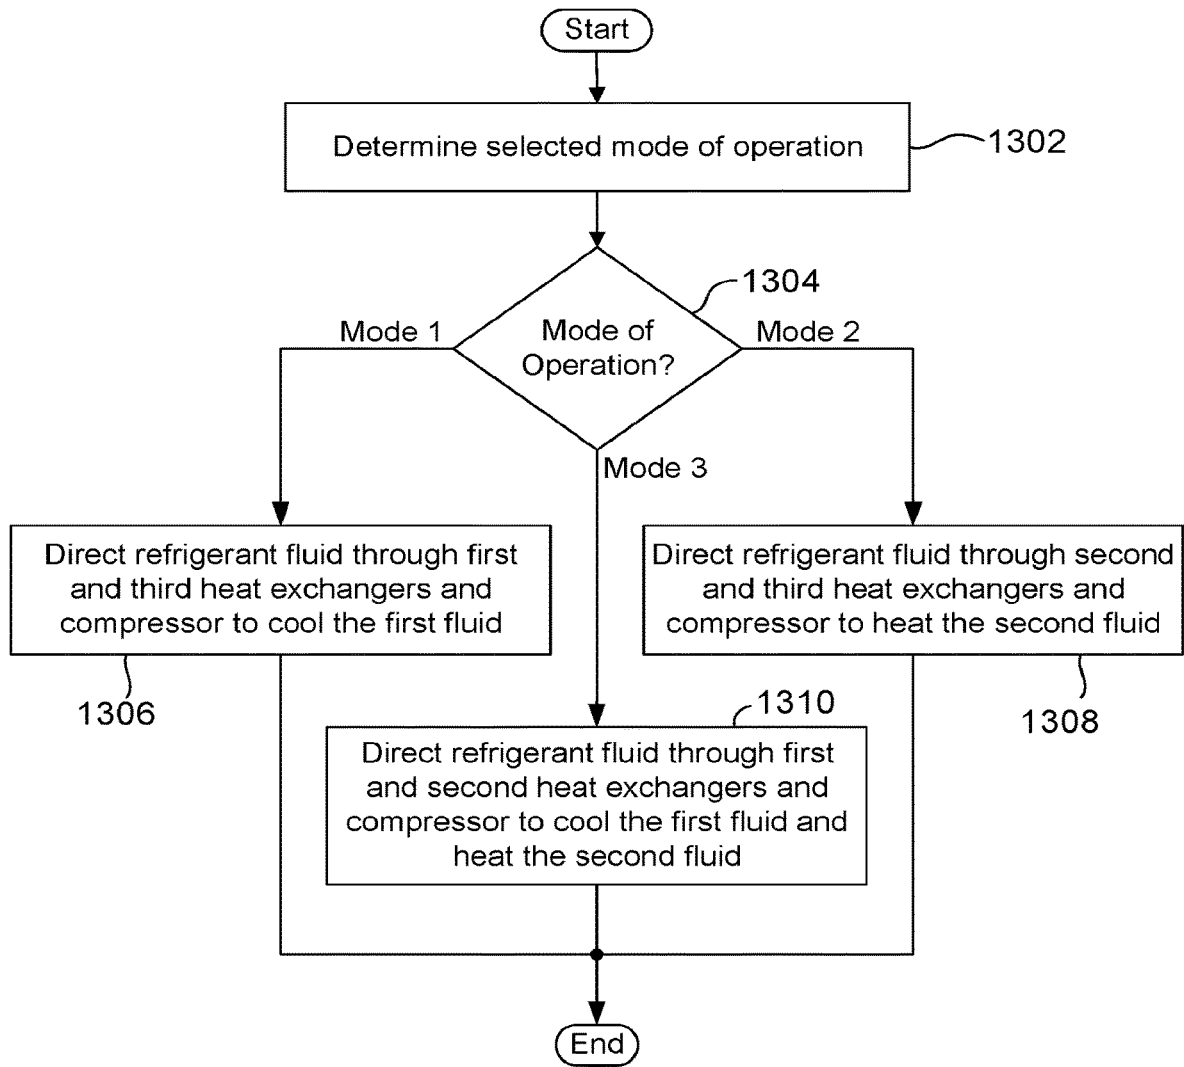 Start
Determine selected mode of operation
1302
1304
Mode of
Operation?
Mode 1
Mode 2
Mode 3
Direct refrigerant fluid through first
and third heat exchangers and
compressor to cool the first fluid
1306
Direct refrigerant fluid through second
and third heat exchangers and
compressor to heat the second fluid
1308
1310
Direct refrigerant fluid through first
and second heat exchangers and
compressor to cool the first fluid and
heat the second fluid
End